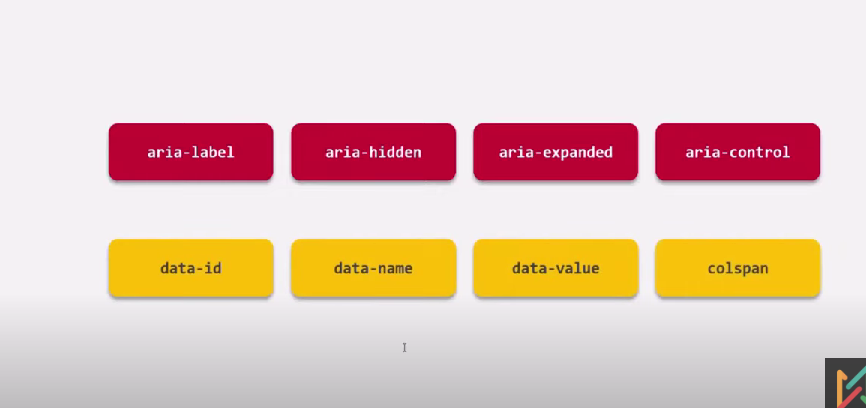 aria-label aria-hidden aria-expanded aria-control
data-id data-name data-value colspan